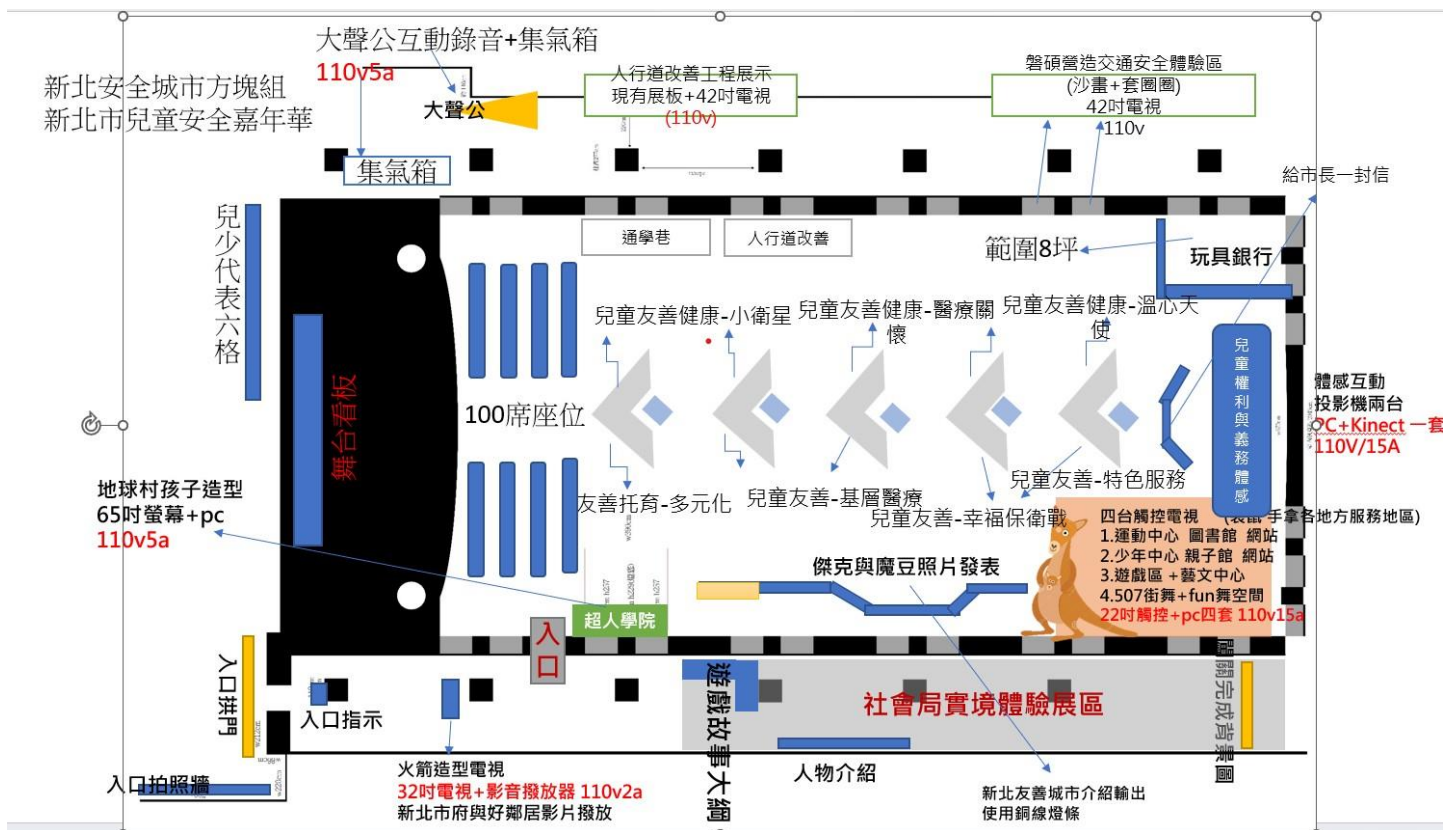 大聲公互動錄音+集氣箱
110v5a
新北安全城市方塊組
新北市兒童安全嘉年華
大聲公
人行道改善工程展示
現有展板+42吋電視
(110v)
磐碩營造交通安全體驗區
(沙畫+套圈圈)
42吋電視
110v
集氣箱
給市長一封信
兒少代表六格
通學巷
人行道改善
範圍8坪
玩具銀行
兒童友善健康-小衛星
兒童友善健康-醫療關
懷
兒童友善健康-溫心天
使
舞台看板
100席座位
兒童權利與義務體感
體感互動
投影機兩台
PC+Kinect 一套
110V/15A
友善托育-多元化
兒童友善-基層醫療
兒童友善-幸福保衛戰
兒童友善-特色服務
地球村孩子造型
65吋螢幕+pc
110v5a
四台觸控電視
手拿各地方服務地區)
1.運動中心 圖書館 網站
2.少年中心 親子館 網站
3.遊戲區 +藝文中心
4.507街舞+fun舞空間
22吋觸控+pc四套 110v15a
傑克與魔豆照片發表
超人學院
入口
入口拱門
入口指示
遊戲故事大綱
社會局實境體驗展區
闖關完成背景圖
人物介紹
入口拍照牆
火箭造型電視
32吋電視+影音撥放器 110v2a
新北市府與好鄰居影片撥放
新北友善城市介紹輸出
使用銅線燈條